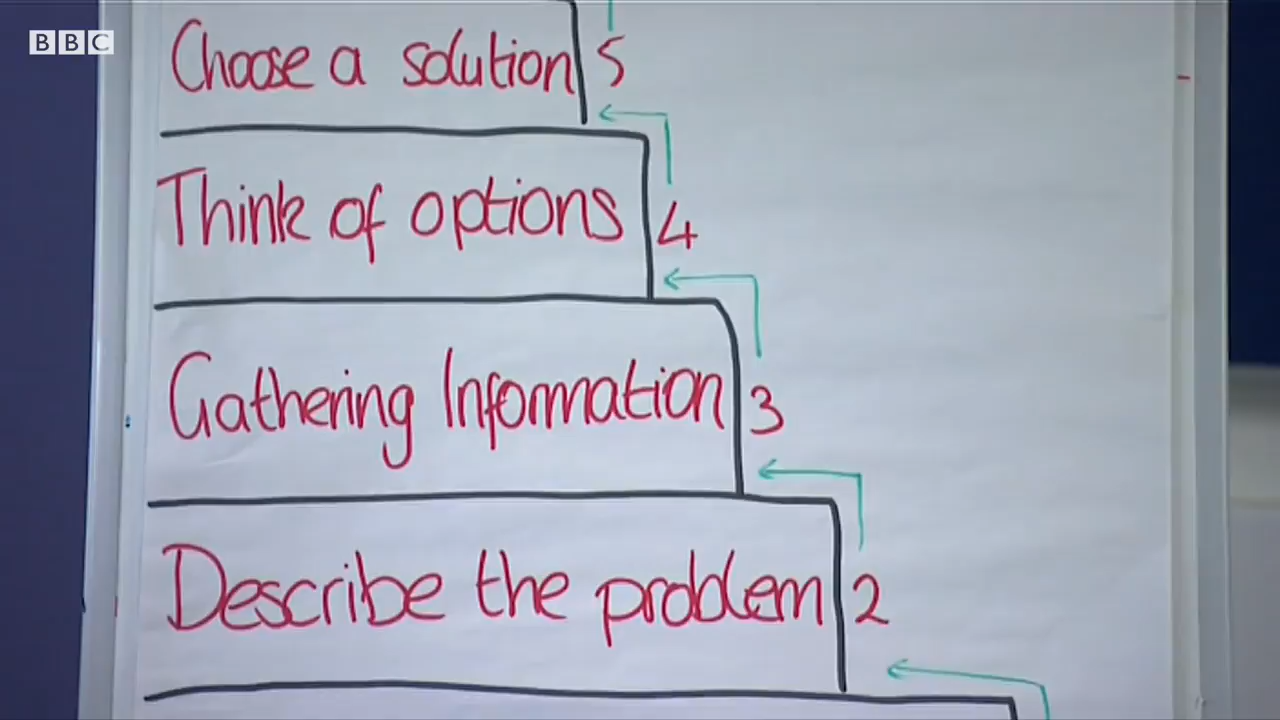 BBC
Choose a solution 5
Think of options 4
Gathering Information 3
Describe the problem 2